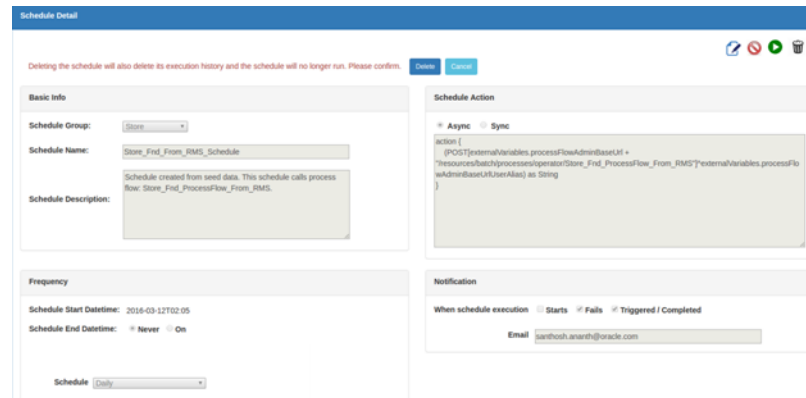 Schedule Detail
Deleting the schedule will also delete its execution history and the schedule will no longer run. Please confirm. Delete Cancel
Basic Info
Schedule Group: Store
Schedule Name: Store_Fnd_From_RMS_Schedule
Schedule Description: Schedule created from seed data. This schedule calls process
flow: Store_Fnd_ProcessFlow_From_RMS.
Schedule Action
Async Sync
action {
(POST[externalVariables.processFlowAdminBaseUrl +
"/resources/batch/processes/operator/Store_Fnd_ProcessFlow_From_RMS"]^externalVariables.processFlo
wAdminBaseUrlUserAlias) as String
}
Frequency
Schedule Start Datetime: 2016-03-12T02:05
Schedule End Datetime: Never On
Schedule Daily
Notification
When schedule execution Starts Fails Triggered / Completed
Email santhosh.ananth@oracle.com